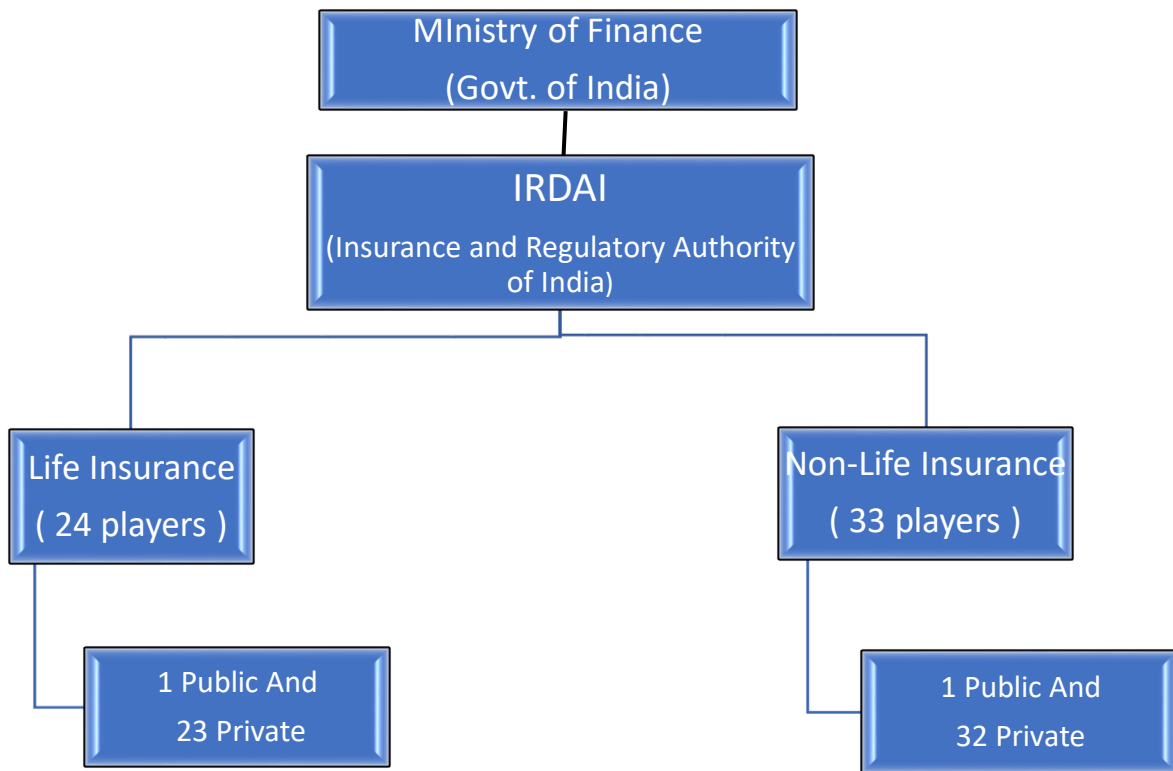 MInistry of Finance
(Govt. of India)
IRDAI
(Insurance and Regulatory Authority
of India)
Life Insurance
( 24 players )
Non-Life Insurance
( 33 players )
1 Public And
23 Private
1 Public And
32 Private